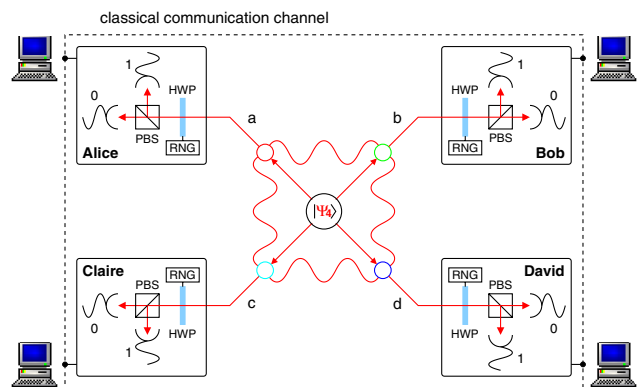 classical communication channel
1
0
HWP
PBS
RNG
Alice
a
b
HWP
1
0
PBS
RNG
Bob
|Ψ4⟩
Claire
RNG
PBS
0
HWP
1
c
d
RNG
David
PBS
0
HWP
1